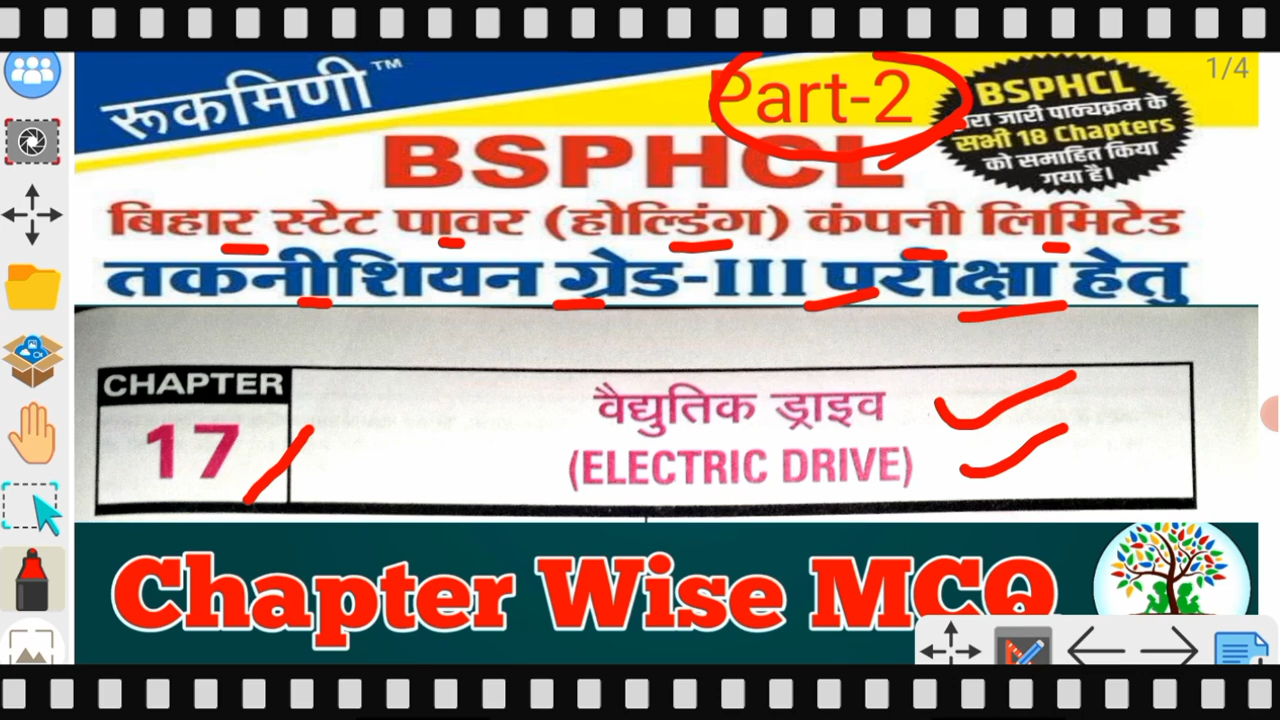 रूकमिणी™
Part-2
1/4
BSPHCL
द्वारा जारी पाठ्यक्रम के
सभी 18 Chapters
को समाहित किया
गया है।
BSPHCL
बिहार स्टेट पावर (होल्डिंग) कंपनी लिमिटेड
तकनीशियन ग्रेड-III परीक्षा हेतु
CHAPTER
17
वैद्युतिक ड्राइव
(ELECTRIC DRIVE)
Chapter Wise MCQ